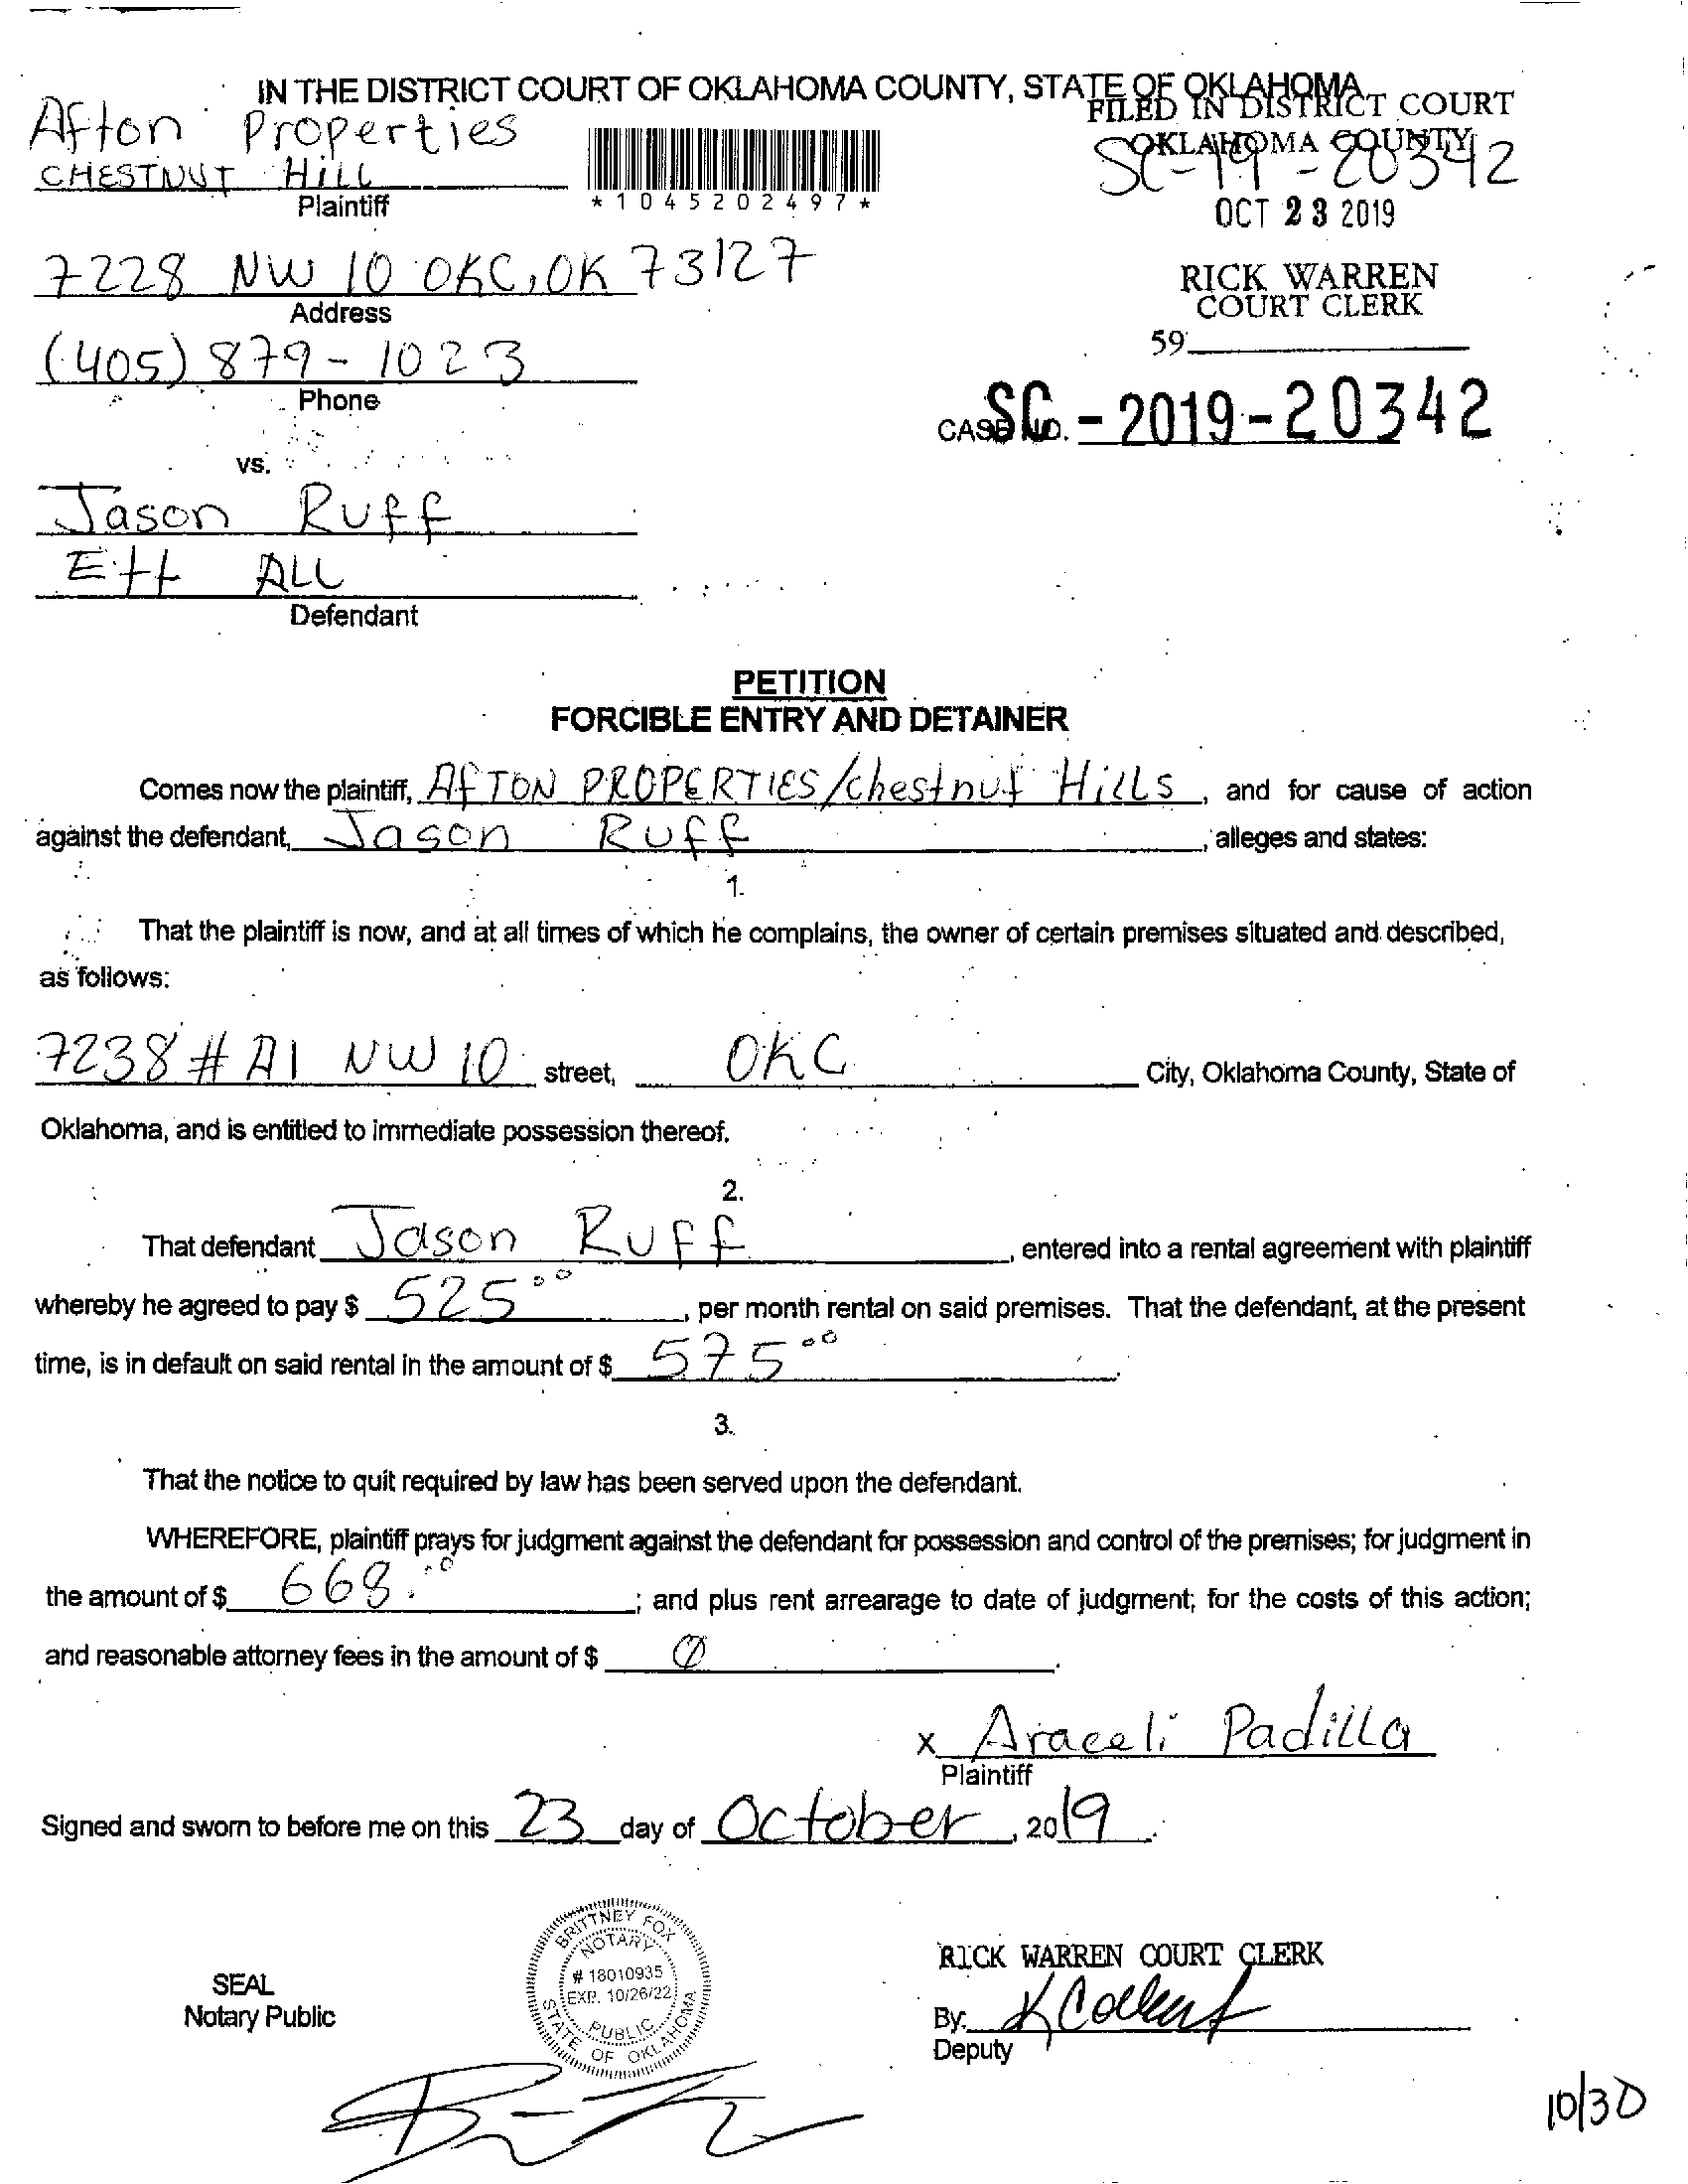 IN THE DISTRICT COURT OF OKLAHOMA COUNTY, STATE OF OKLAHOMA
FILED IN DISTRICT COURT
OKLAHOMA COUNTY
SC-19-20342
OCT 23 2019
RICK WARREN
COURT CLERK
59
CASE NO. SC-2019-20342
Afton Properties
CHESTNUT HILL
Plaintiff
*1045202497*
7228 NW 10 OKC, OK 73127
Address
(405) 879-1023
Phone
vs.
Jason Ruff
Ett ALL
Defendant
PETITION
FORCIBLE ENTRY AND DETAINER
Comes now the plaintiff, AfTON PROPERTIES/chestnut Hills, and for cause of action
against the defendant, Jason Ruff, alleges and states:
1.
That the plaintiff is now, and at all times of which he complains, the owner of certain premises situated and described,
as follows:
7238 # A1 NW 10 street, OKC City, Oklahoma County, State of
Oklahoma, and is entitled to immediate possession thereof.
2.
That defendant Jason Ruff, entered into a rental agreement with plaintiff
whereby he agreed to pay $ 525.00, per month rental on said premises. That the defendant, at the present
time, is in default on said rental in the amount of $ 575.00.
3.
That the notice to quit required by law has been served upon the defendant.
WHEREFORE, plaintiff prays for judgment against the defendant for possession and control of the premises; for judgment in
the amount of $ 668.00; and plus rent arrearage to date of judgment; for the costs of this action;
and reasonable attorney fees in the amount of $ 0.
x Araceli Padilla
Plaintiff
Signed and sworn to before me on this 23 day of October, 2019.
BRITTNEY FOX
NOTARY
# 18010935
EXP. 10/26/22
PUBLIC
STATE OF OKLAHOMA
SEAL
Notary Public
RICK WARREN COURT CLERK
By:
Deputy
10/30